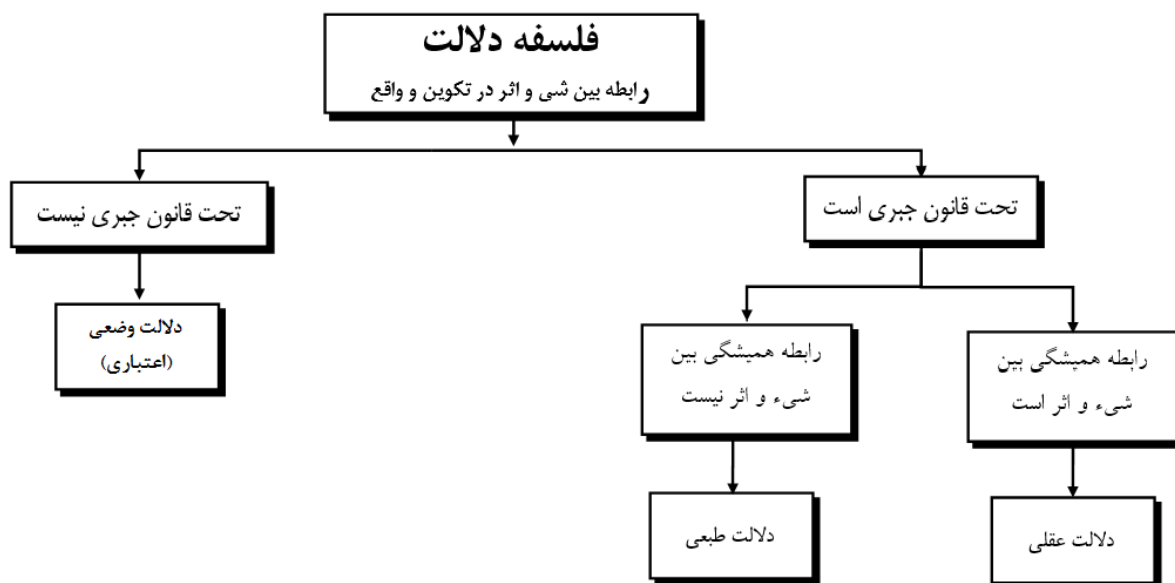 فلسفه دلالت
رابطه بین شی و اثر در تکوین و واقع
تحت قانون جبری است
تحت قانون جبری نیست
رابطه همیشگی بین
شیء و اثر است
رابطه همیشگی بین
شیء و اثر نیست
دلالت وضعی
(اعتباری)
دلالت عقلی
دلالت طبعی